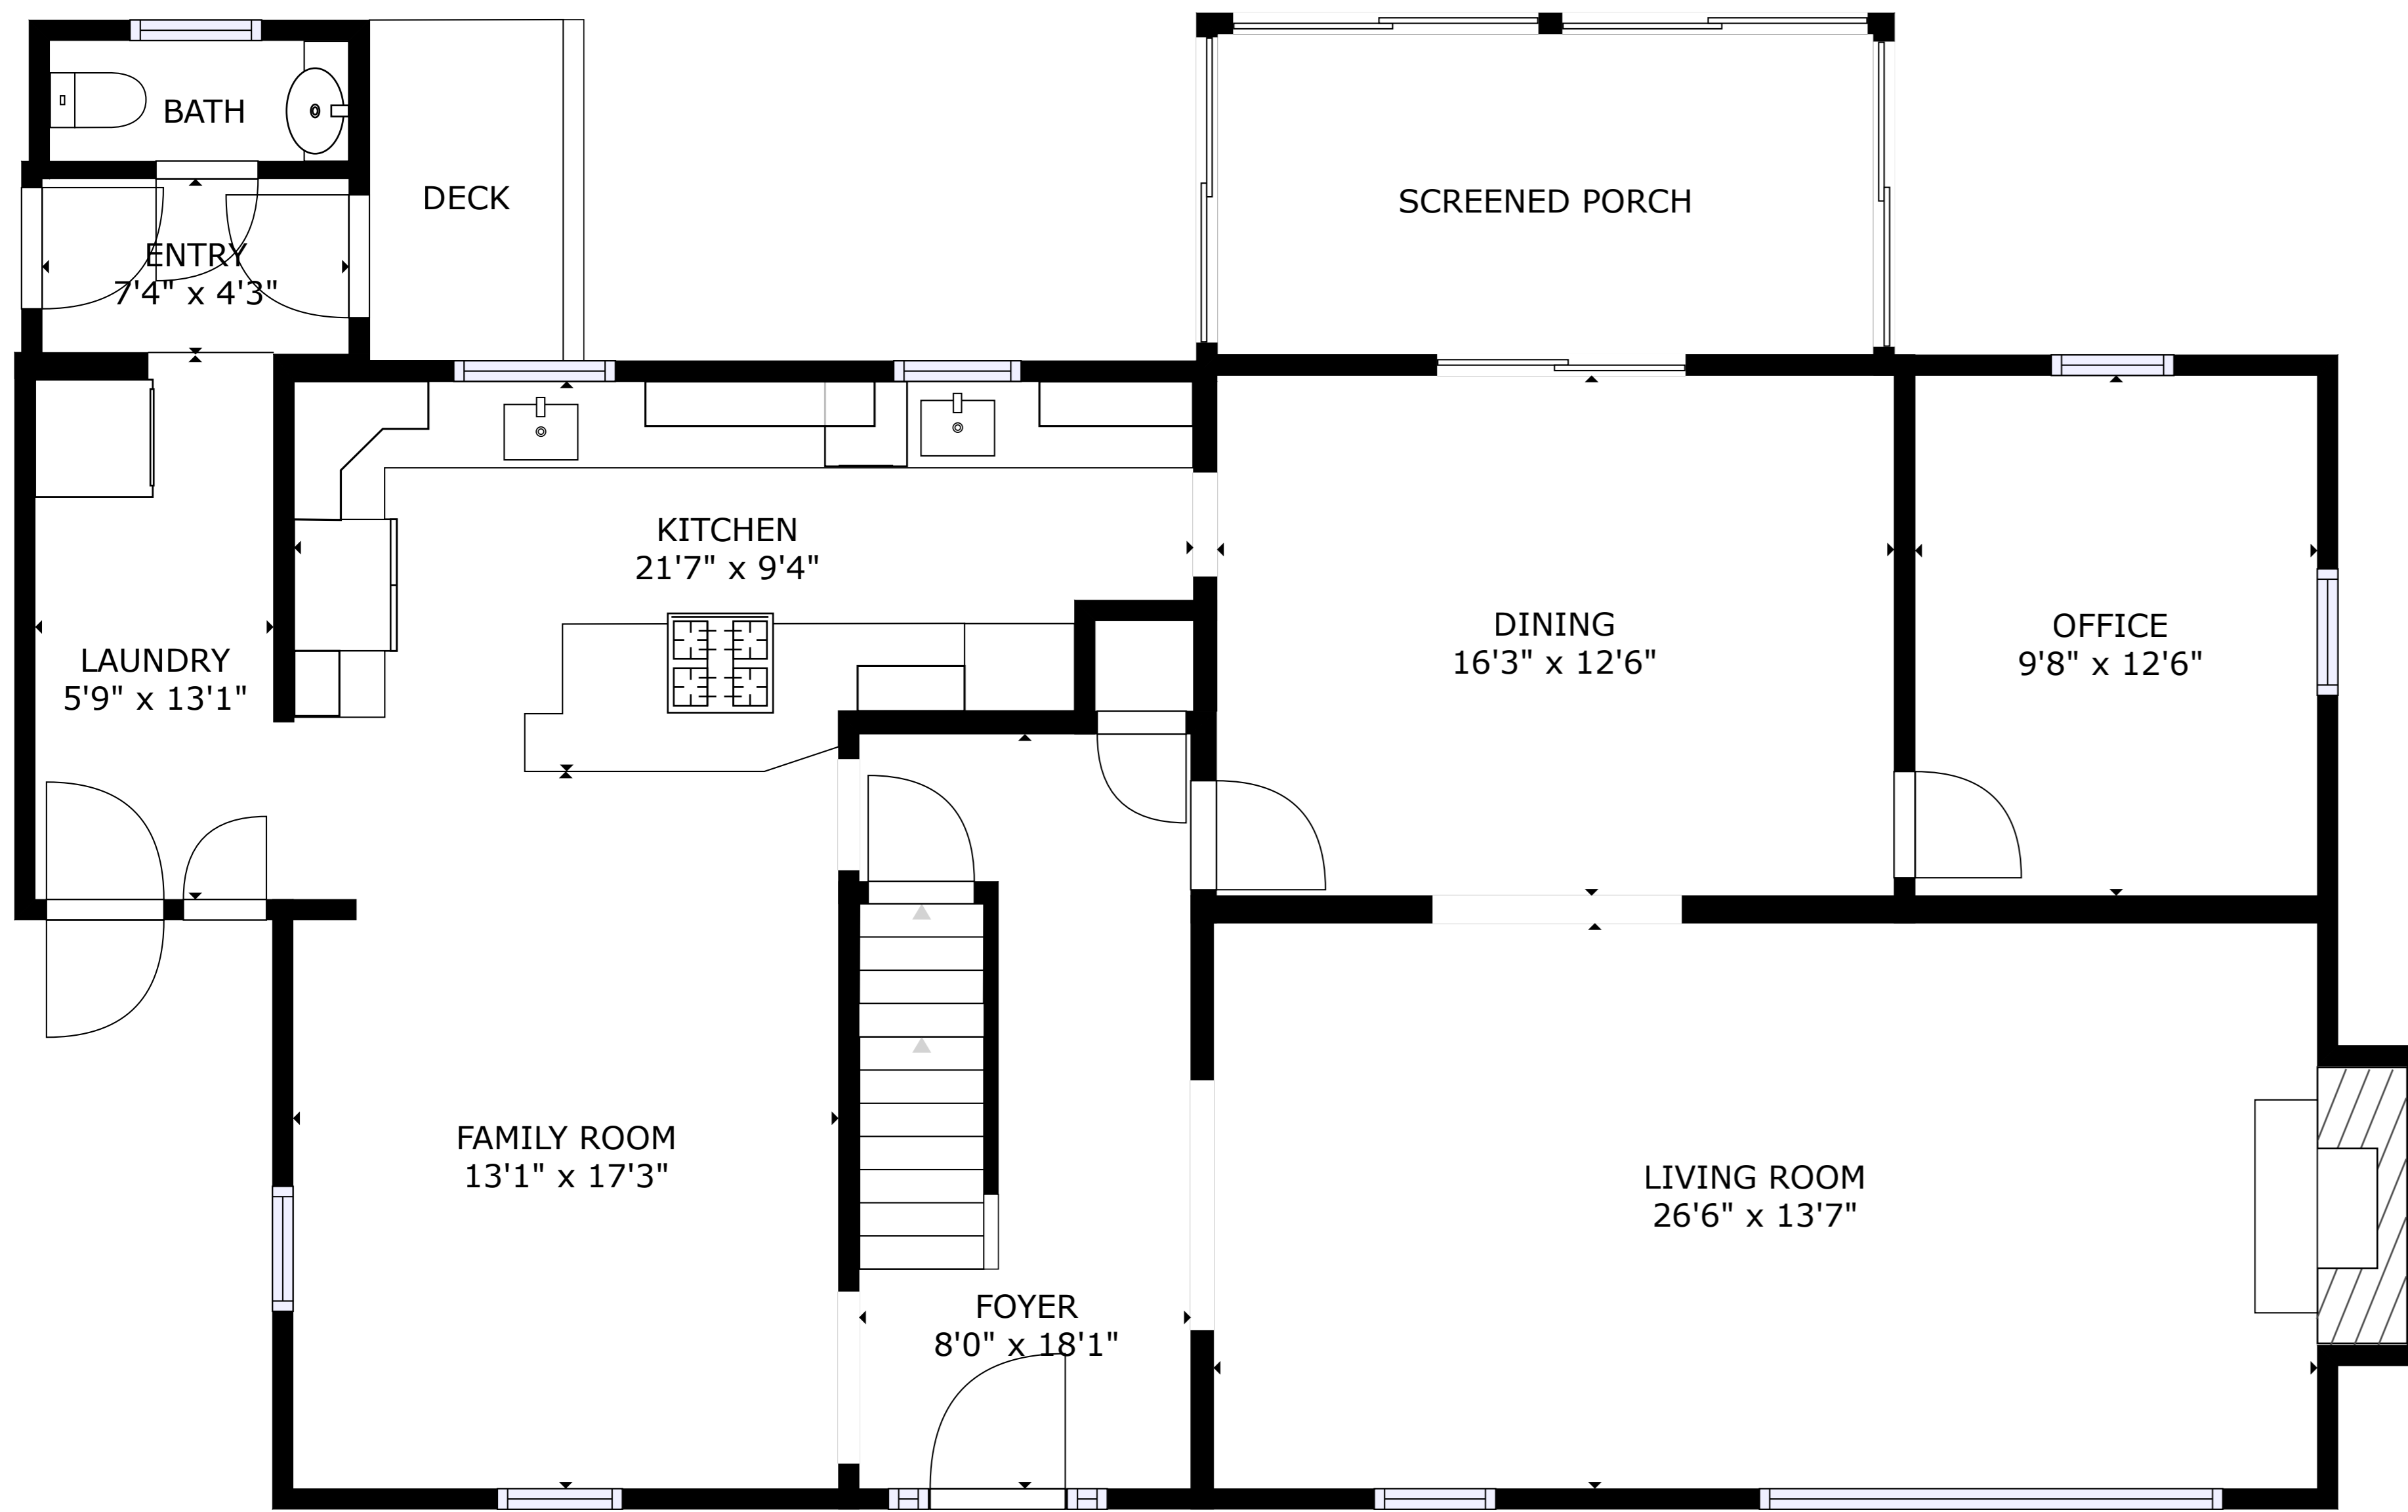 BATH
DECK
SCREENED PORCH
ENTRY
7'4" x 4'3"
KITCHEN
21'7" x 9'4"
DINING
16'3" x 12'6"
OFFICE
9'8" x 12'6"
LAUNDRY
5'9" x 13'1"
FAMILY ROOM
13'1" x 17'3"
LIVING ROOM
26'6" x 13'7"
FOYER
8'0" x 18'1"